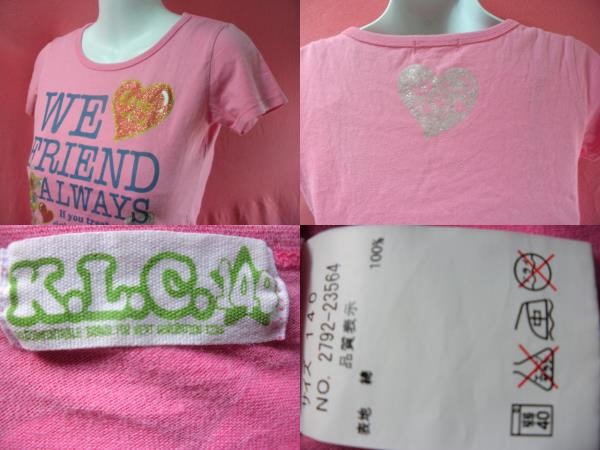 WE
FRIEND
ALWAYS
If you treat
K.L.C.
140
サイズ 140
NO. 2792-23564
品質表示
表地 綿 100%
40